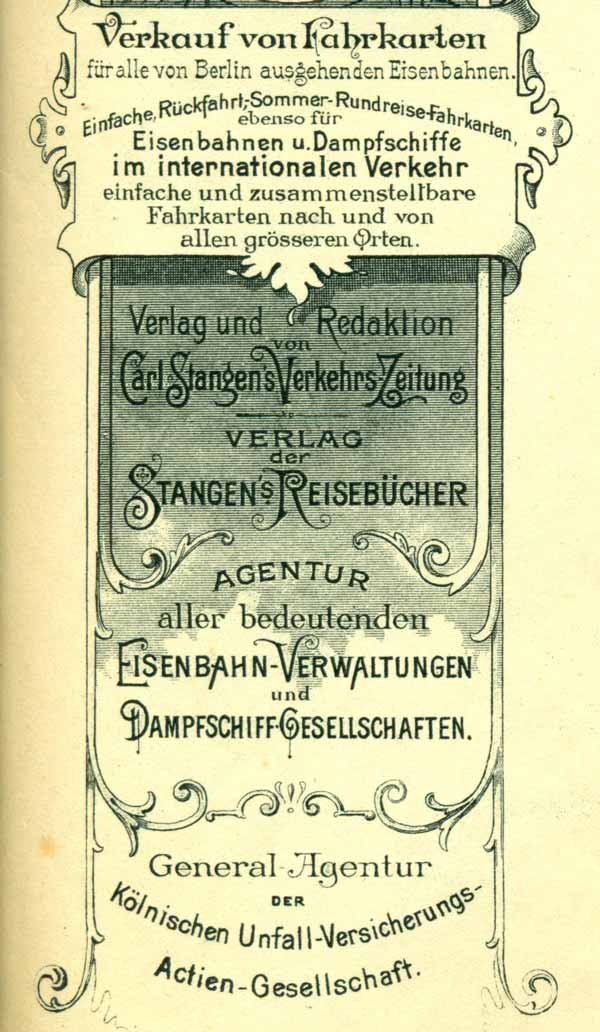 Verkauf von Fahrkarten
für alle von Berlin ausgehenden Eisenbahnen.
Einfache, Rückfahrt-, Sommer-Rundreise-Fahrkarten,
ebenso für
Eisenbahnen u. Dampfschiffe
im internationalen Verkehr
einfache und zusammenstellbare
Fahrkarten nach und von
allen grösseren Orten.
Verlag und Redaktion
von
Carl Stangen's Verkehrs-Zeitung
VERLAG
der
STANGEN'S REISEBÜCHER
AGENTUR
aller bedeutenden
EISENBAHN-VERWALTUNGEN
und
DAMPFSCHIFF-GESELLSCHAFTEN.
General-Agentur
DER
Kölnischen Unfall-Versicherungs-
Actien-Gesellschaft.